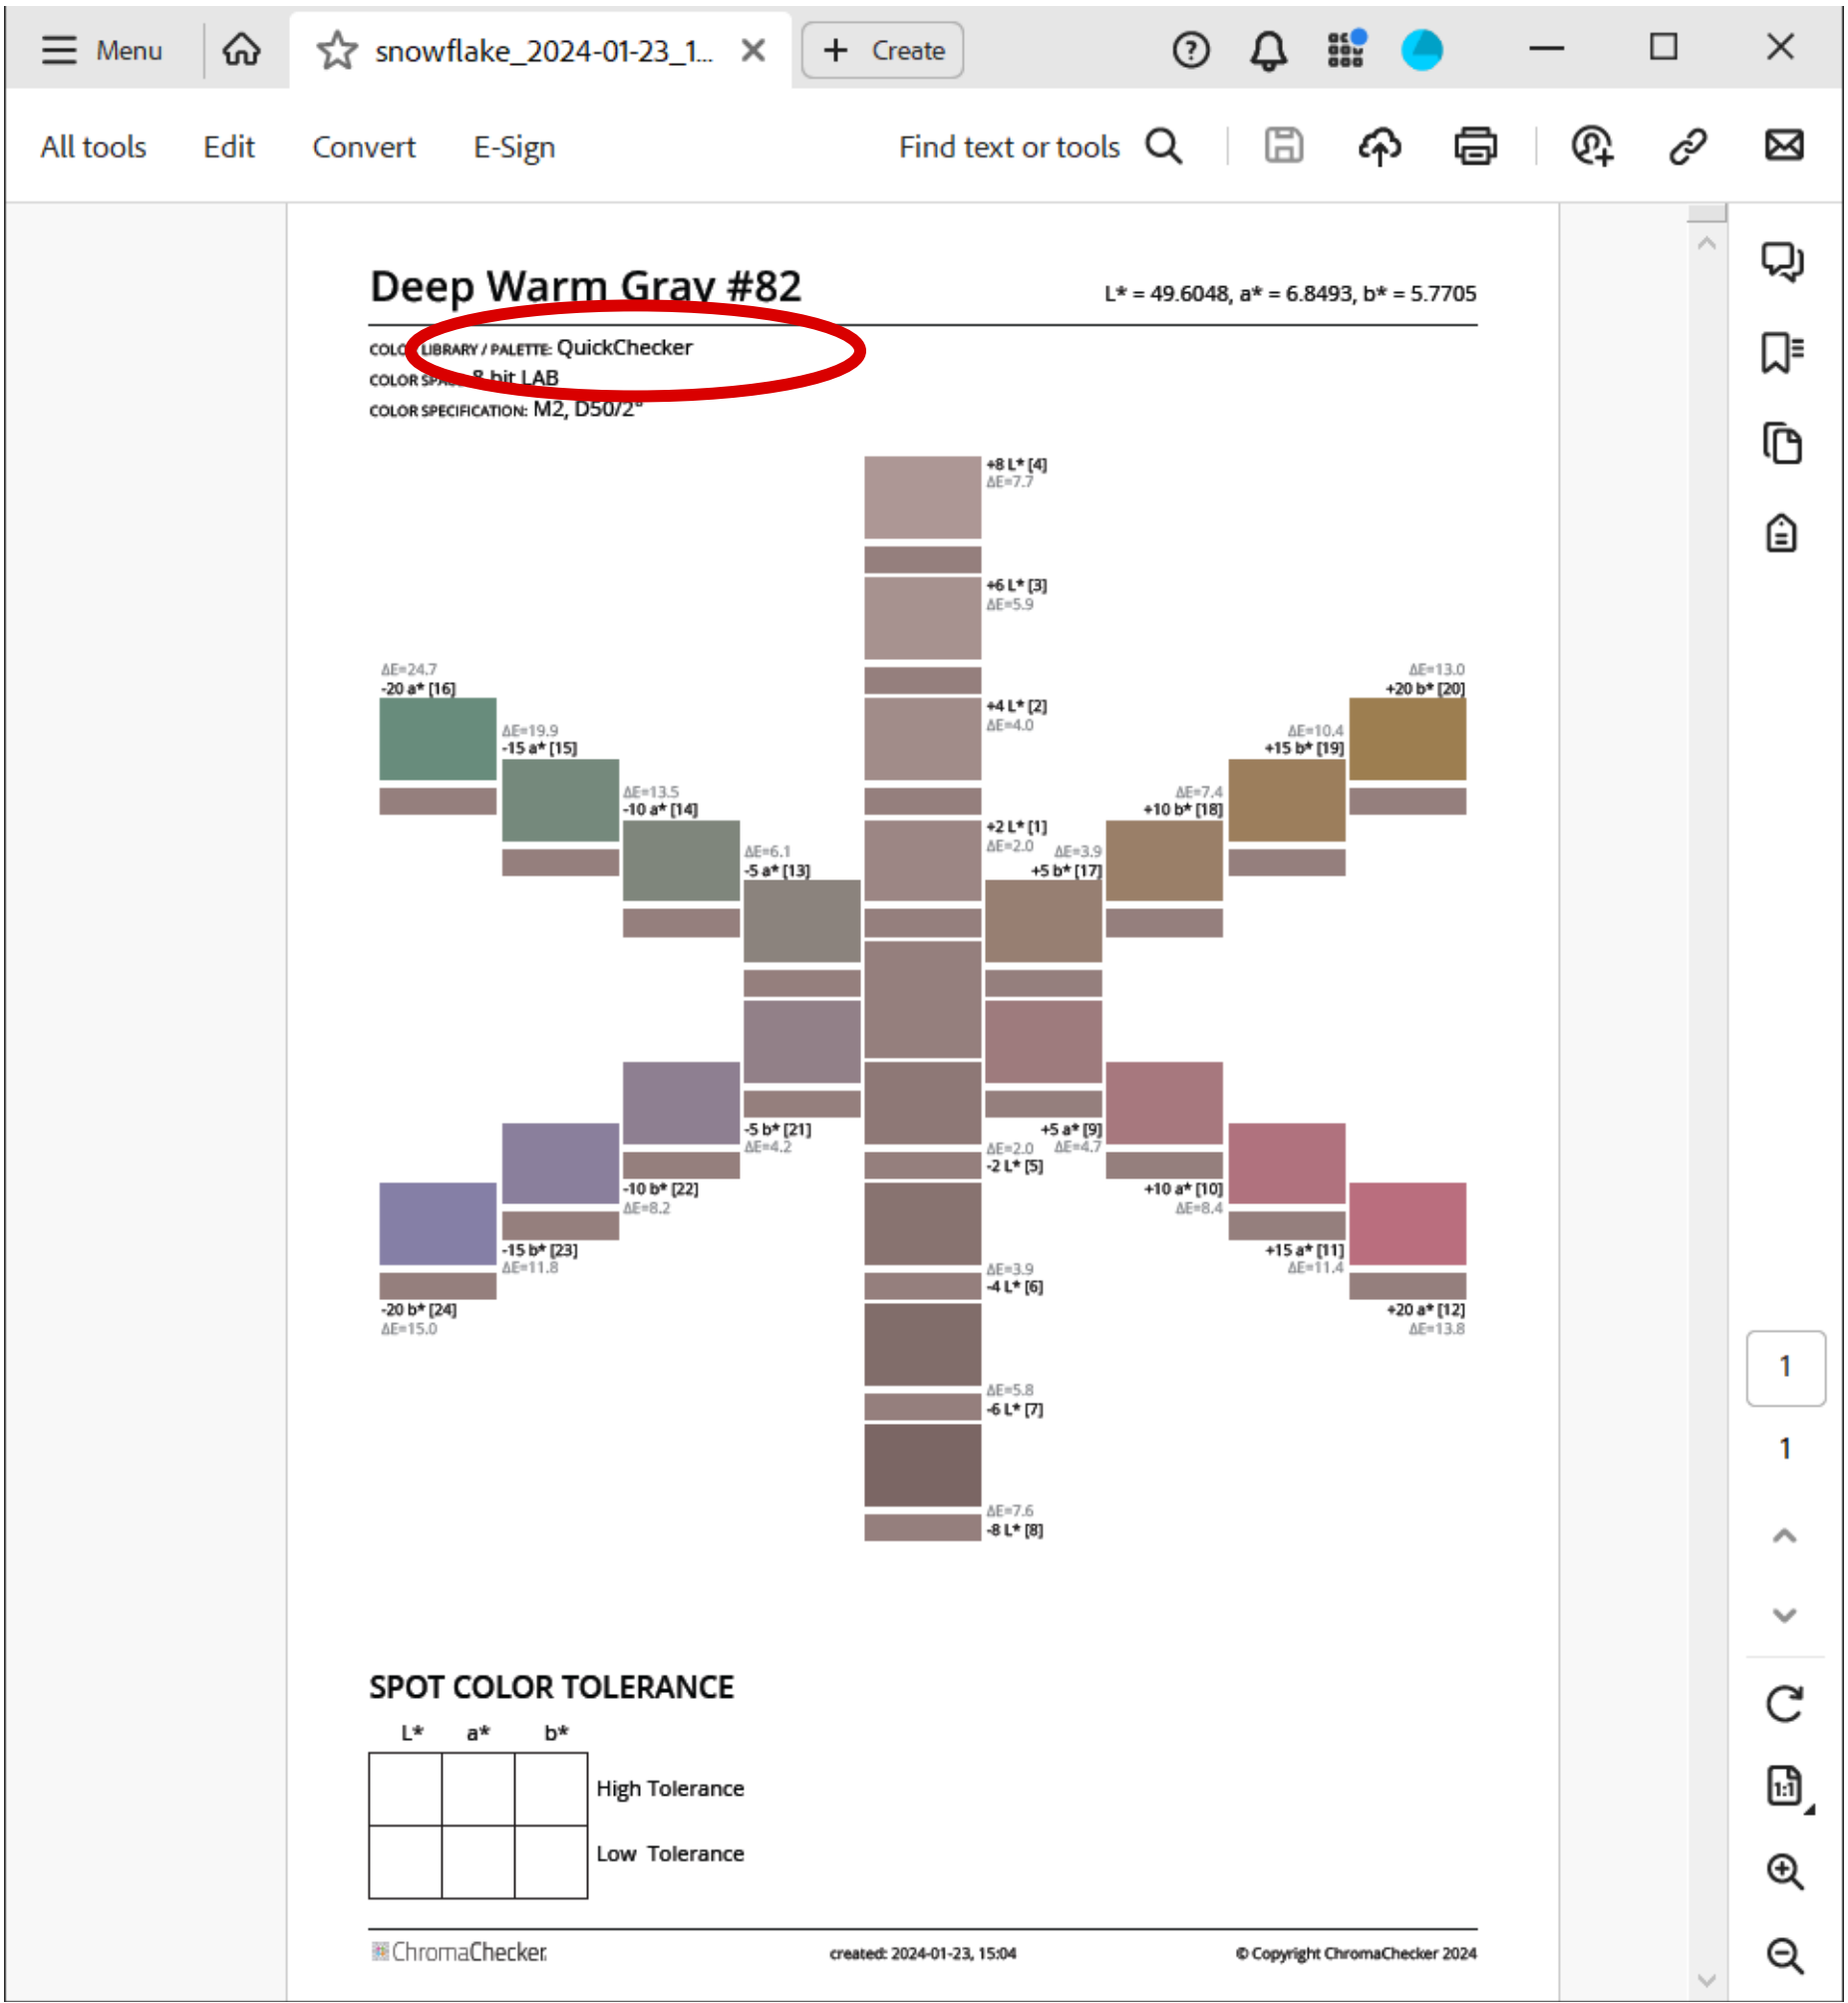 Menu
snowflake_2024-01-23_1...
Create
All tools
Edit
Convert
E-Sign
Find text or tools
Deep Warm Gray #82
L* = 49.6048, a* = 6.8493, b* = 5.7705
COLO LIBRARY / PALETTE: QuickChecker
COLOR SPA 8 bit LAB
COLOR SPECIFICATION: M2, D50/2°
+8 L* [4]
ΔE=7.7
+6 L* [3]
ΔE=5.9
ΔE=24.7
-20 a* [16]
ΔE=13.0
+20 b* [20]
+4 L* [2]
ΔE=4.0
ΔE=19.9
-15 a* [15]
ΔE=10.4
+15 b* [19]
ΔE=13.5
-10 a* [14]
ΔE=7.4
+10 b* [18]
+2 L* [1]
ΔE=2.0
ΔE=6.1
-5 a* [13]
ΔE=3.9
+5 b* [17]
-5 b* [21]
ΔE=4.2
+5 a* [9]
ΔE=4.7
ΔE=2.0
-2 L* [5]
-10 b* [22]
ΔE=8.2
+10 a* [10]
ΔE=8.4
-15 b* [23]
ΔE=11.8
+15 a* [11]
ΔE=11.4
ΔE=3.9
-4 L* [6]
-20 b* [24]
ΔE=15.0
+20 a* [12]
ΔE=13.8
ΔE=5.8
-6 L* [7]
ΔE=7.6
-8 L* [8]
1
1
SPOT COLOR TOLERANCE
L* a* b*
High Tolerance
Low Tolerance
1:1
ChromaChecker
created: 2024-01-23, 15:04
© Copyright ChromaChecker 2024